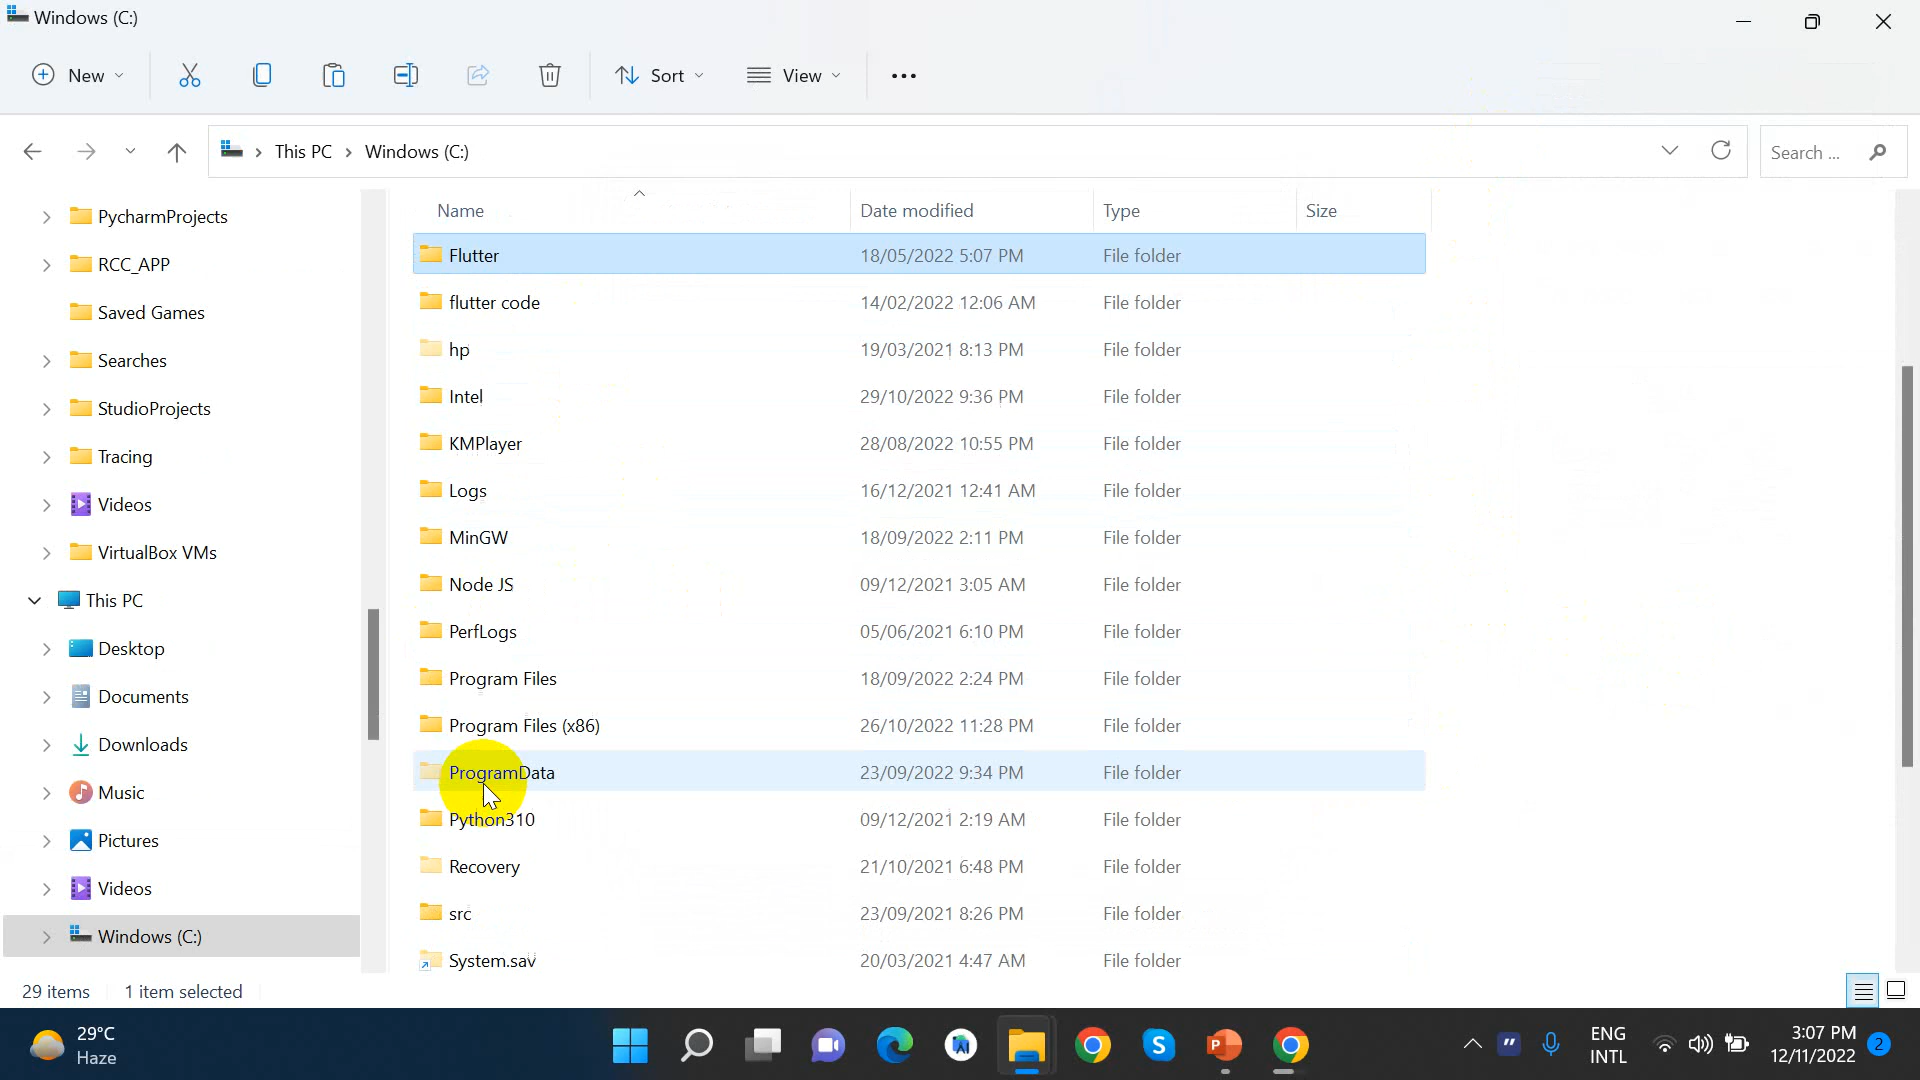 Windows (C:)
New
Sort
View
This PC > Windows (C:)
Search ...
PycharmProjects
RCC_APP
Saved Games
Searches
StudioProjects
Tracing
Videos
VirtualBox VMs
This PC
Desktop
Documents
Downloads
Music
Pictures
Videos
Windows (C:)
Name Date modified Type Size
Flutter 18/05/2022 5:07 PM File folder
flutter code 14/02/2022 12:06 AM File folder
hp 19/03/2021 8:13 PM File folder
Intel 29/10/2022 9:36 PM File folder
KMPlayer 28/08/2022 10:55 PM File folder
Logs 16/12/2021 12:41 AM File folder
MinGW 18/09/2022 2:11 PM File folder
Node JS 09/12/2021 3:05 AM File folder
PerfLogs 05/06/2021 6:10 PM File folder
Program Files 18/09/2022 2:24 PM File folder
Program Files (x86) 26/10/2022 11:28 PM File folder
ProgramData 23/09/2022 9:34 PM File folder
Python310 09/12/2021 2:19 AM File folder
Recovery 21/10/2021 6:48 PM File folder
src 23/09/2021 8:26 PM File folder
System.sav 20/03/2021 4:47 AM File folder
29 items 1 item selected
29°C
Haze
ENG
INTL
3:07 PM
12/11/2022
2